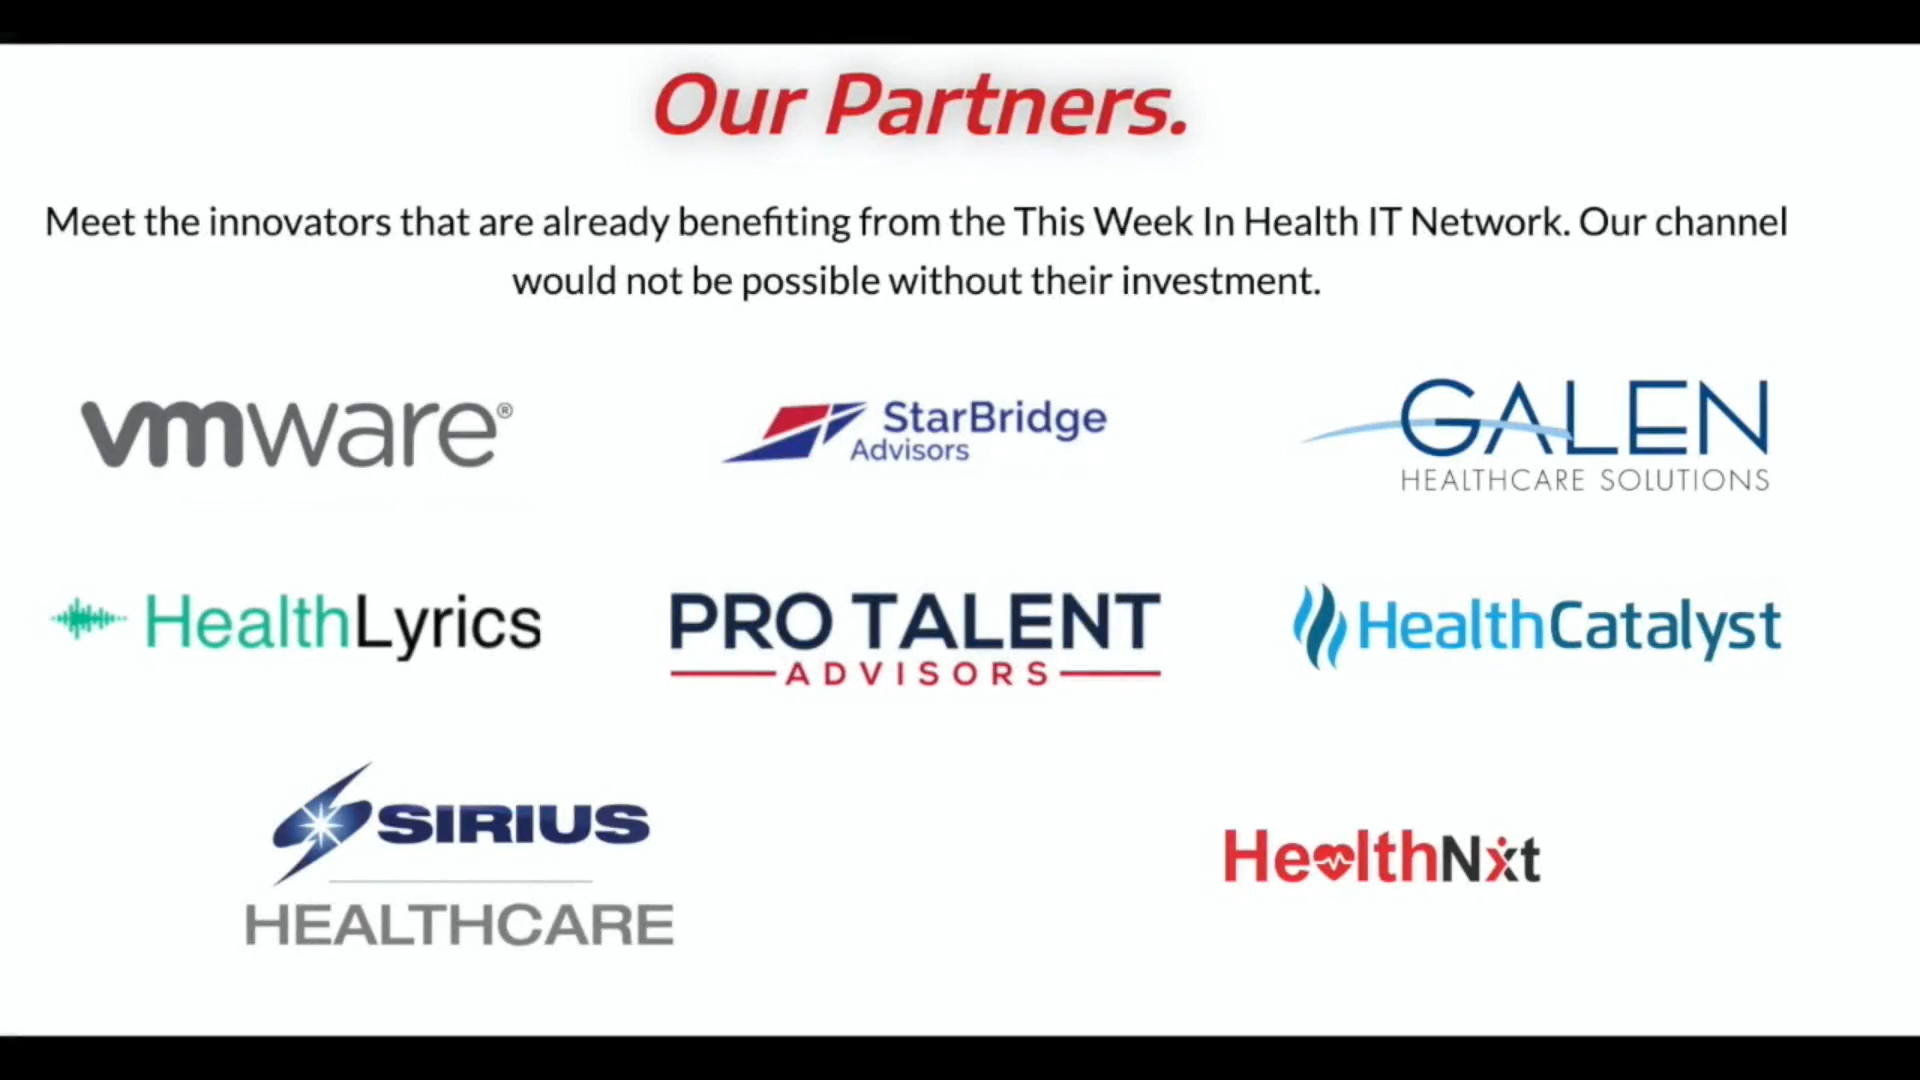 Our Partners.
Meet the innovators that are already benefiting from the This Week In Health IT Network. Our channel
would not be possible without their investment.
vmware®
StarBridge
Advisors
GALEN
HEALTHCARE SOLUTIONS
HealthLyrics
PRO TALENT
ADVISORS
HealthCatalyst
SIRIUS
HEALTHCARE
HealthNxt